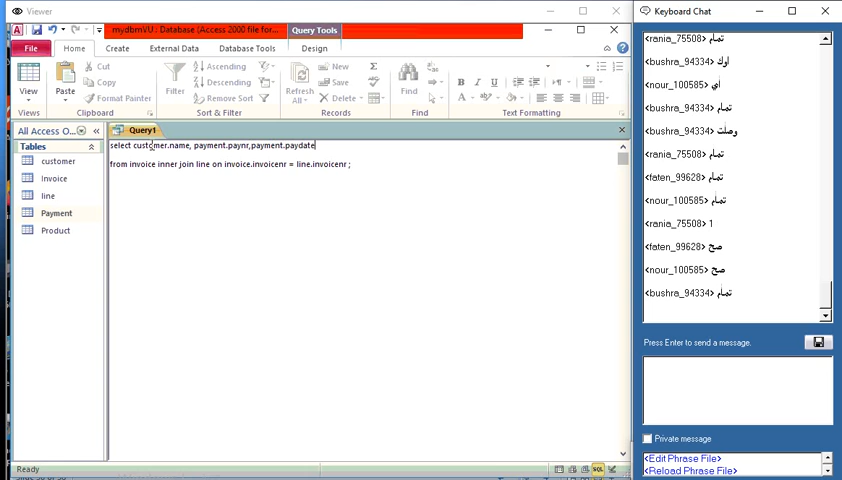 Viewer
mydbmVU : Database (Access 2000 file for
Query Tools
File
Home
Create
External Data
Database Tools
Design
View
Views
Paste
Cut
Copy
Format Painter
Clipboard
Filter
Ascending
Descending
Remove Sort
Sort & Filter
Refresh
All
New
Save
Delete
Records
Find
Find
Text Formatting
All Access O...
Tables
customer
Invoice
line
Payment
Product
Query1
select customer.name, payment.paynr,payment.paydate
from invoice inner join line on invoice.invoicenr = line.invoicenr ;
Ready
SQL
Keyboard Chat
<rania_75508> تمام
<bushra_94334> اوك
<nour_100585> اي
<bushra_94334> تمام
<bushra_94334> وصلت
<rania_75508> تمام
<faten_99628> تمام
<nour_100585> تمام
<rania_75508> 1
<faten_99628> صح
<nour_100585> صح
<bushra_94334> تمام
Press Enter to send a message.
Private message
<Edit Phrase File>
<Reload Phrase File>